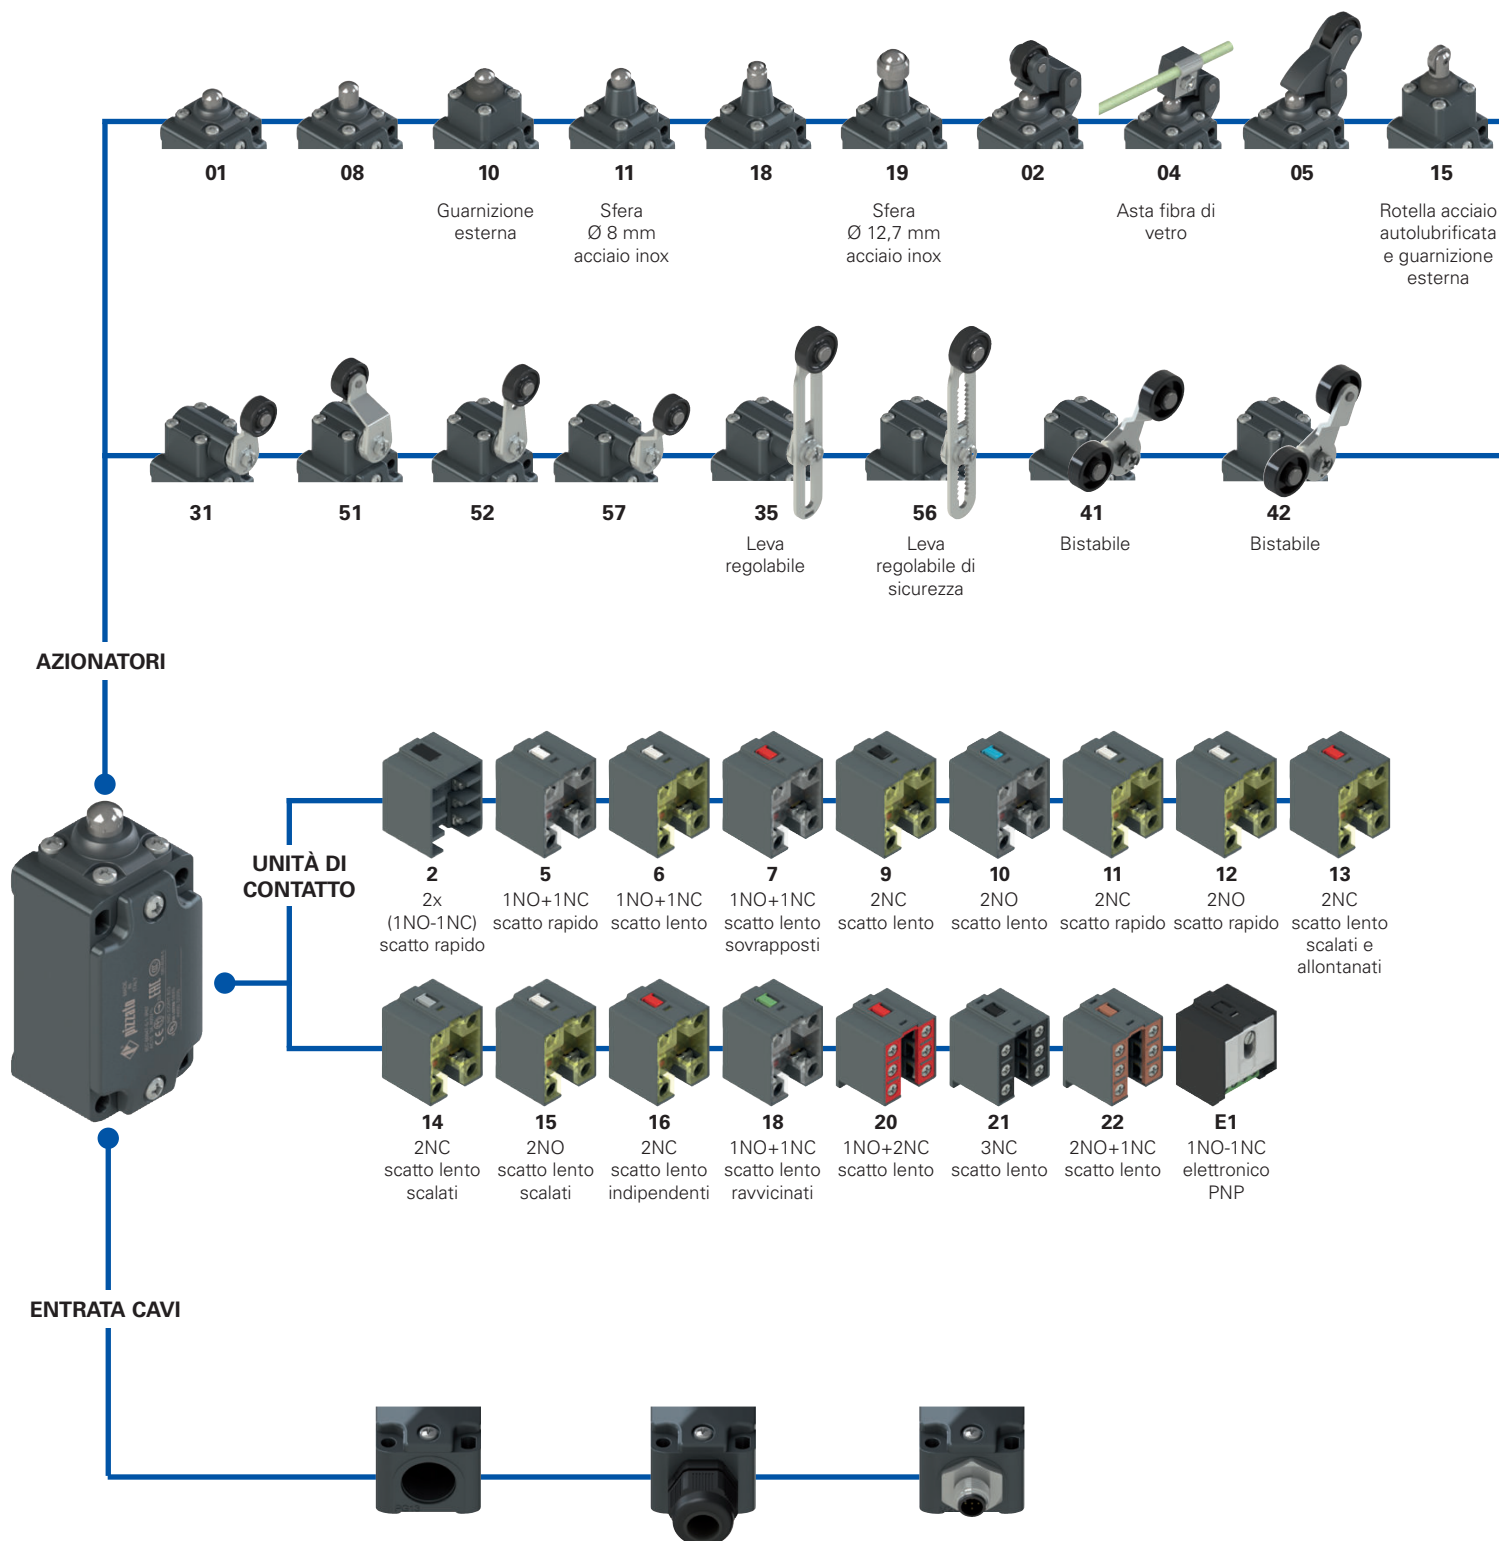 01 08 10 11 18 19 02 04 05 15
Guarnizione
esterna
Sfera
Ø 8 mm
acciaio inox
Sfera
Ø 12,7 mm
acciaio inox
Asta fibra di
vetro
Rotella acciaio
autolubrificata
e guarnizione
esterna
31 51 52 57 35 56 41 42
Leva
regolabile
Leva
regolabile di
sicurezza
Bistabile
Bistabile
AZIONATORI
UNITÀ DI
CONTATTO
2
2x
(1NO-1NC)
scatto rapido
5
1NO+1NC
scatto rapido
6
1NO+1NC
scatto lento
7
1NO+1NC
scatto lento
sovrapposti
9
2NC
scatto lento
10
2NO
scatto lento
11
2NC
scatto rapido
12
2NO
scatto rapido
13
2NC
scatto lento
scalati e
allontanati
pizzato
14
2NC
scatto lento
scalati
15
2NO
scatto lento
scalati
16
2NC
scatto lento
indipendenti
18
1NO+1NC
scatto lento
ravvicinati
20
1NO+2NC
scatto lento
21
3NC
scatto lento
22
2NO+1NC
scatto lento
E1
1NO-1NC
elettronico
PNP
ENTRATA CAVI